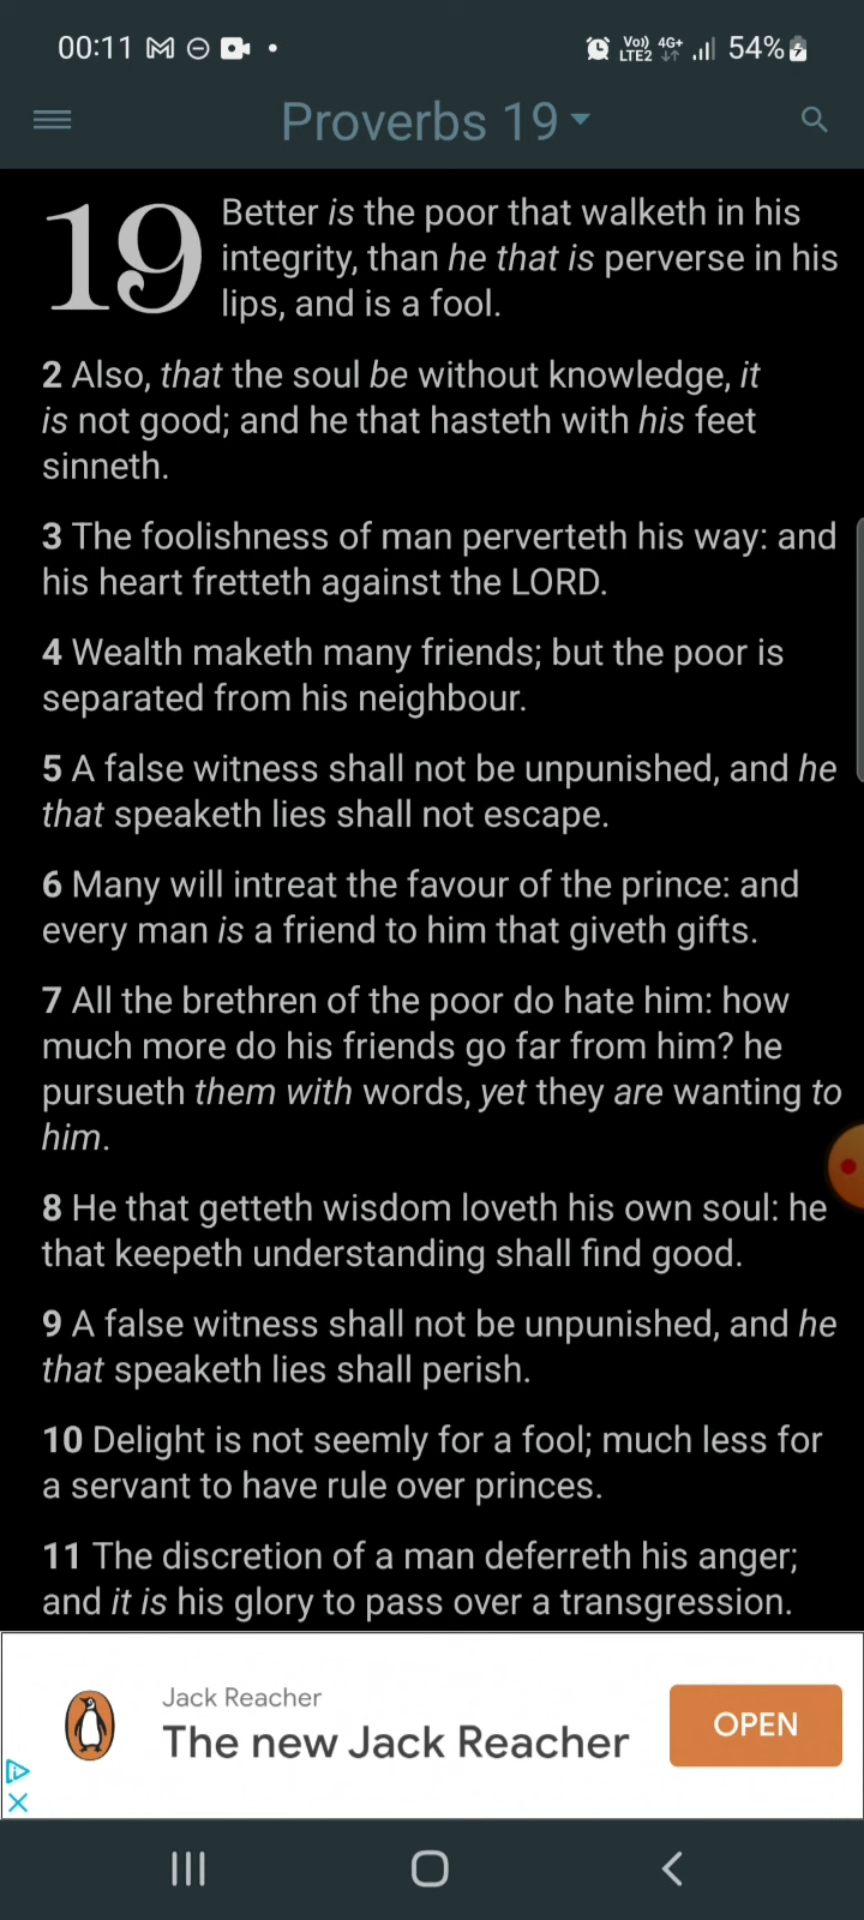 00:11
Vo)) 4G+
LTE2
54%
Proverbs 19
19 Better is the poor that walketh in his
integrity, than he that is perverse in his
lips, and is a fool.
2 Also, that the soul be without knowledge, it
is not good; and he that hasteth with his feet
sinneth.
3 The foolishness of man perverteth his way: and
his heart fretteth against the LORD.
4 Wealth maketh many friends; but the poor is
separated from his neighbour.
5 A false witness shall not be unpunished, and he
that speaketh lies shall not escape.
6 Many will intreat the favour of the prince: and
every man is a friend to him that giveth gifts.
7 All the brethren of the poor do hate him: how
much more do his friends go far from him? he
pursueth them with words, yet they are wanting to
him.
8 He that getteth wisdom loveth his own soul: he
that keepeth understanding shall find good.
9 A false witness shall not be unpunished, and he
that speaketh lies shall perish.
10 Delight is not seemly for a fool; much less for
a servant to have rule over princes.
11 The discretion of a man deferreth his anger;
and it is his glory to pass over a transgression.
Jack Reacher
The new Jack Reacher
OPEN